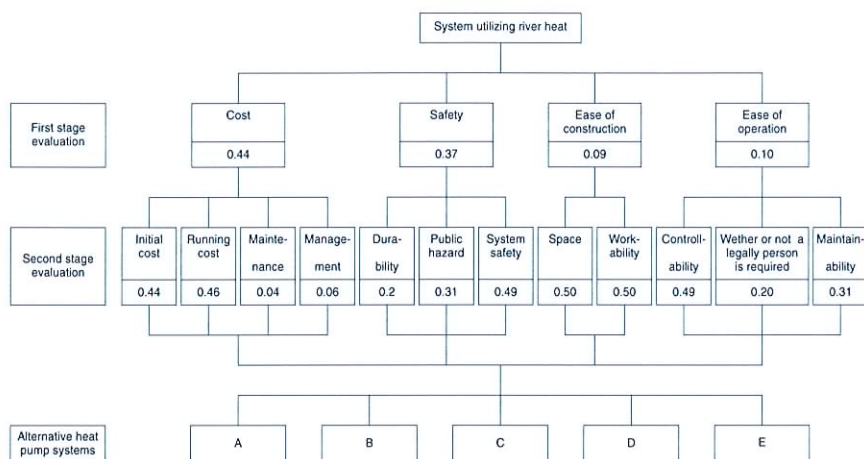 System utilizing river heat
First stage
evaluation
Cost
0.44
Safety
0.37
Ease of
construction
0.09
Ease of
operation
0.10
Second stage
evaluation
Initial
cost
0.44
Running
cost
0.46
Mainte-
nance
0.04
Manage-
ment
0.06
Dura-
bility
0.2
Public
hazard
0.31
System
safety
0.49
Space
0.50
Work-
ability
0.50
Controll-
ability
0.49
Wether or not a
legally person
is required
0.20
Maintain-
ability
0.31
Alternative heat
pump systems
A
B
C
D
E